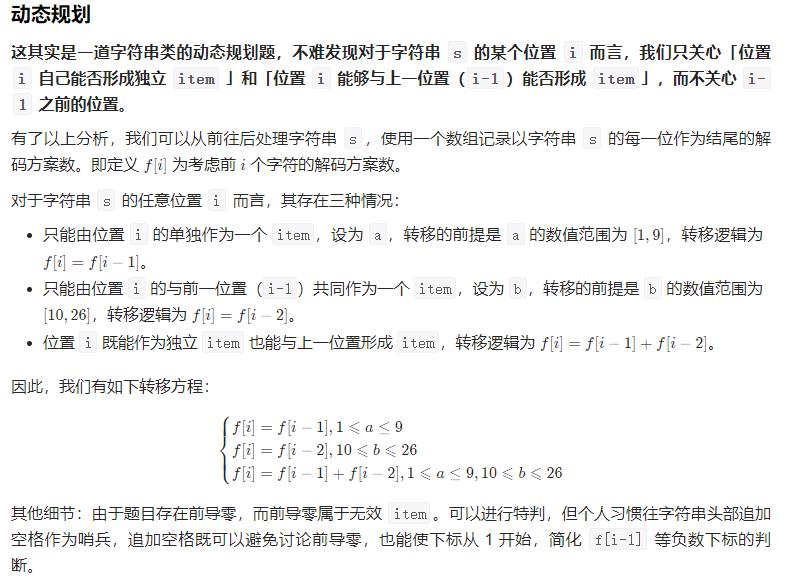 动态规划
这其实是一道字符串类的动态规划题，不难发现对于字符串 s 的某个位置 i 而言，我们只关心「位置
i 自己能否形成独立 item 」和「位置 i 能够与上一位置（i-1）能否形成 item」，而不关心 i-
1 之前的位置。
有了以上分析，我们可以从前往后处理字符串 s，使用一个数组记录以字符串 s 的每一位作为结尾的解
码方案数。即定义 f[i] 为考虑前 i 个字符的解码方案数。
对于字符串 s 的任意位置 i 而言，其存在三种情况：
• 只能由位置 i 的单独作为一个 item，设为 a，转移的前提是 a 的数值范围为 [1,9]，转移逻辑为
f[i] = f[i − 1]。
• 只能由位置 i 的与前一位置（i-1）共同作为一个 item，设为 b，转移的前提是 b 的数值范围为
[10,26]，转移逻辑为 f[i] = f[i − 2]。
• 位置 i 既能作为独立 item 也能与上一位置形成 item，转移逻辑为 f[i] = f[i − 1] + f[i − 2]。
因此，我们有如下转移方程：
f[i] = f[i − 1], 1 ⩽ a ≤ 9
f[i] = f[i − 2], 10 ⩽ b ⩽ 26
f[i] = f[i − 1] + f[i − 2], 1 ⩽ a ≤ 9, 10 ⩽ b ⩽ 26
其他细节：由于题目存在前导零，而前导零属于无效 item。可以进行特判，但个人习惯往字符串头部追加
空格作为哨兵，追加空格既可以避免讨论前导零，也能使下标从 1 开始，简化 f[i-1] 等负数下标的判
断。